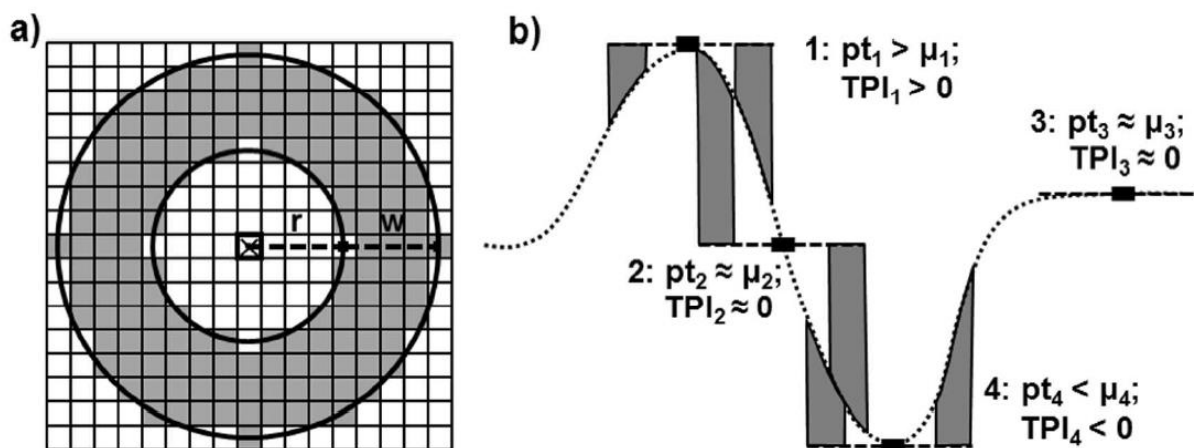 a)
r
w
b)
1: pt₁ > μ₁;
TPI₁ > 0
2: pt₂ ≈ μ₂;
TPI₂ ≈ 0
3: pt₃ ≈ μ₃;
TPI₃ ≈ 0
4: pt₄ < μ₄;
TPI₄ < 0